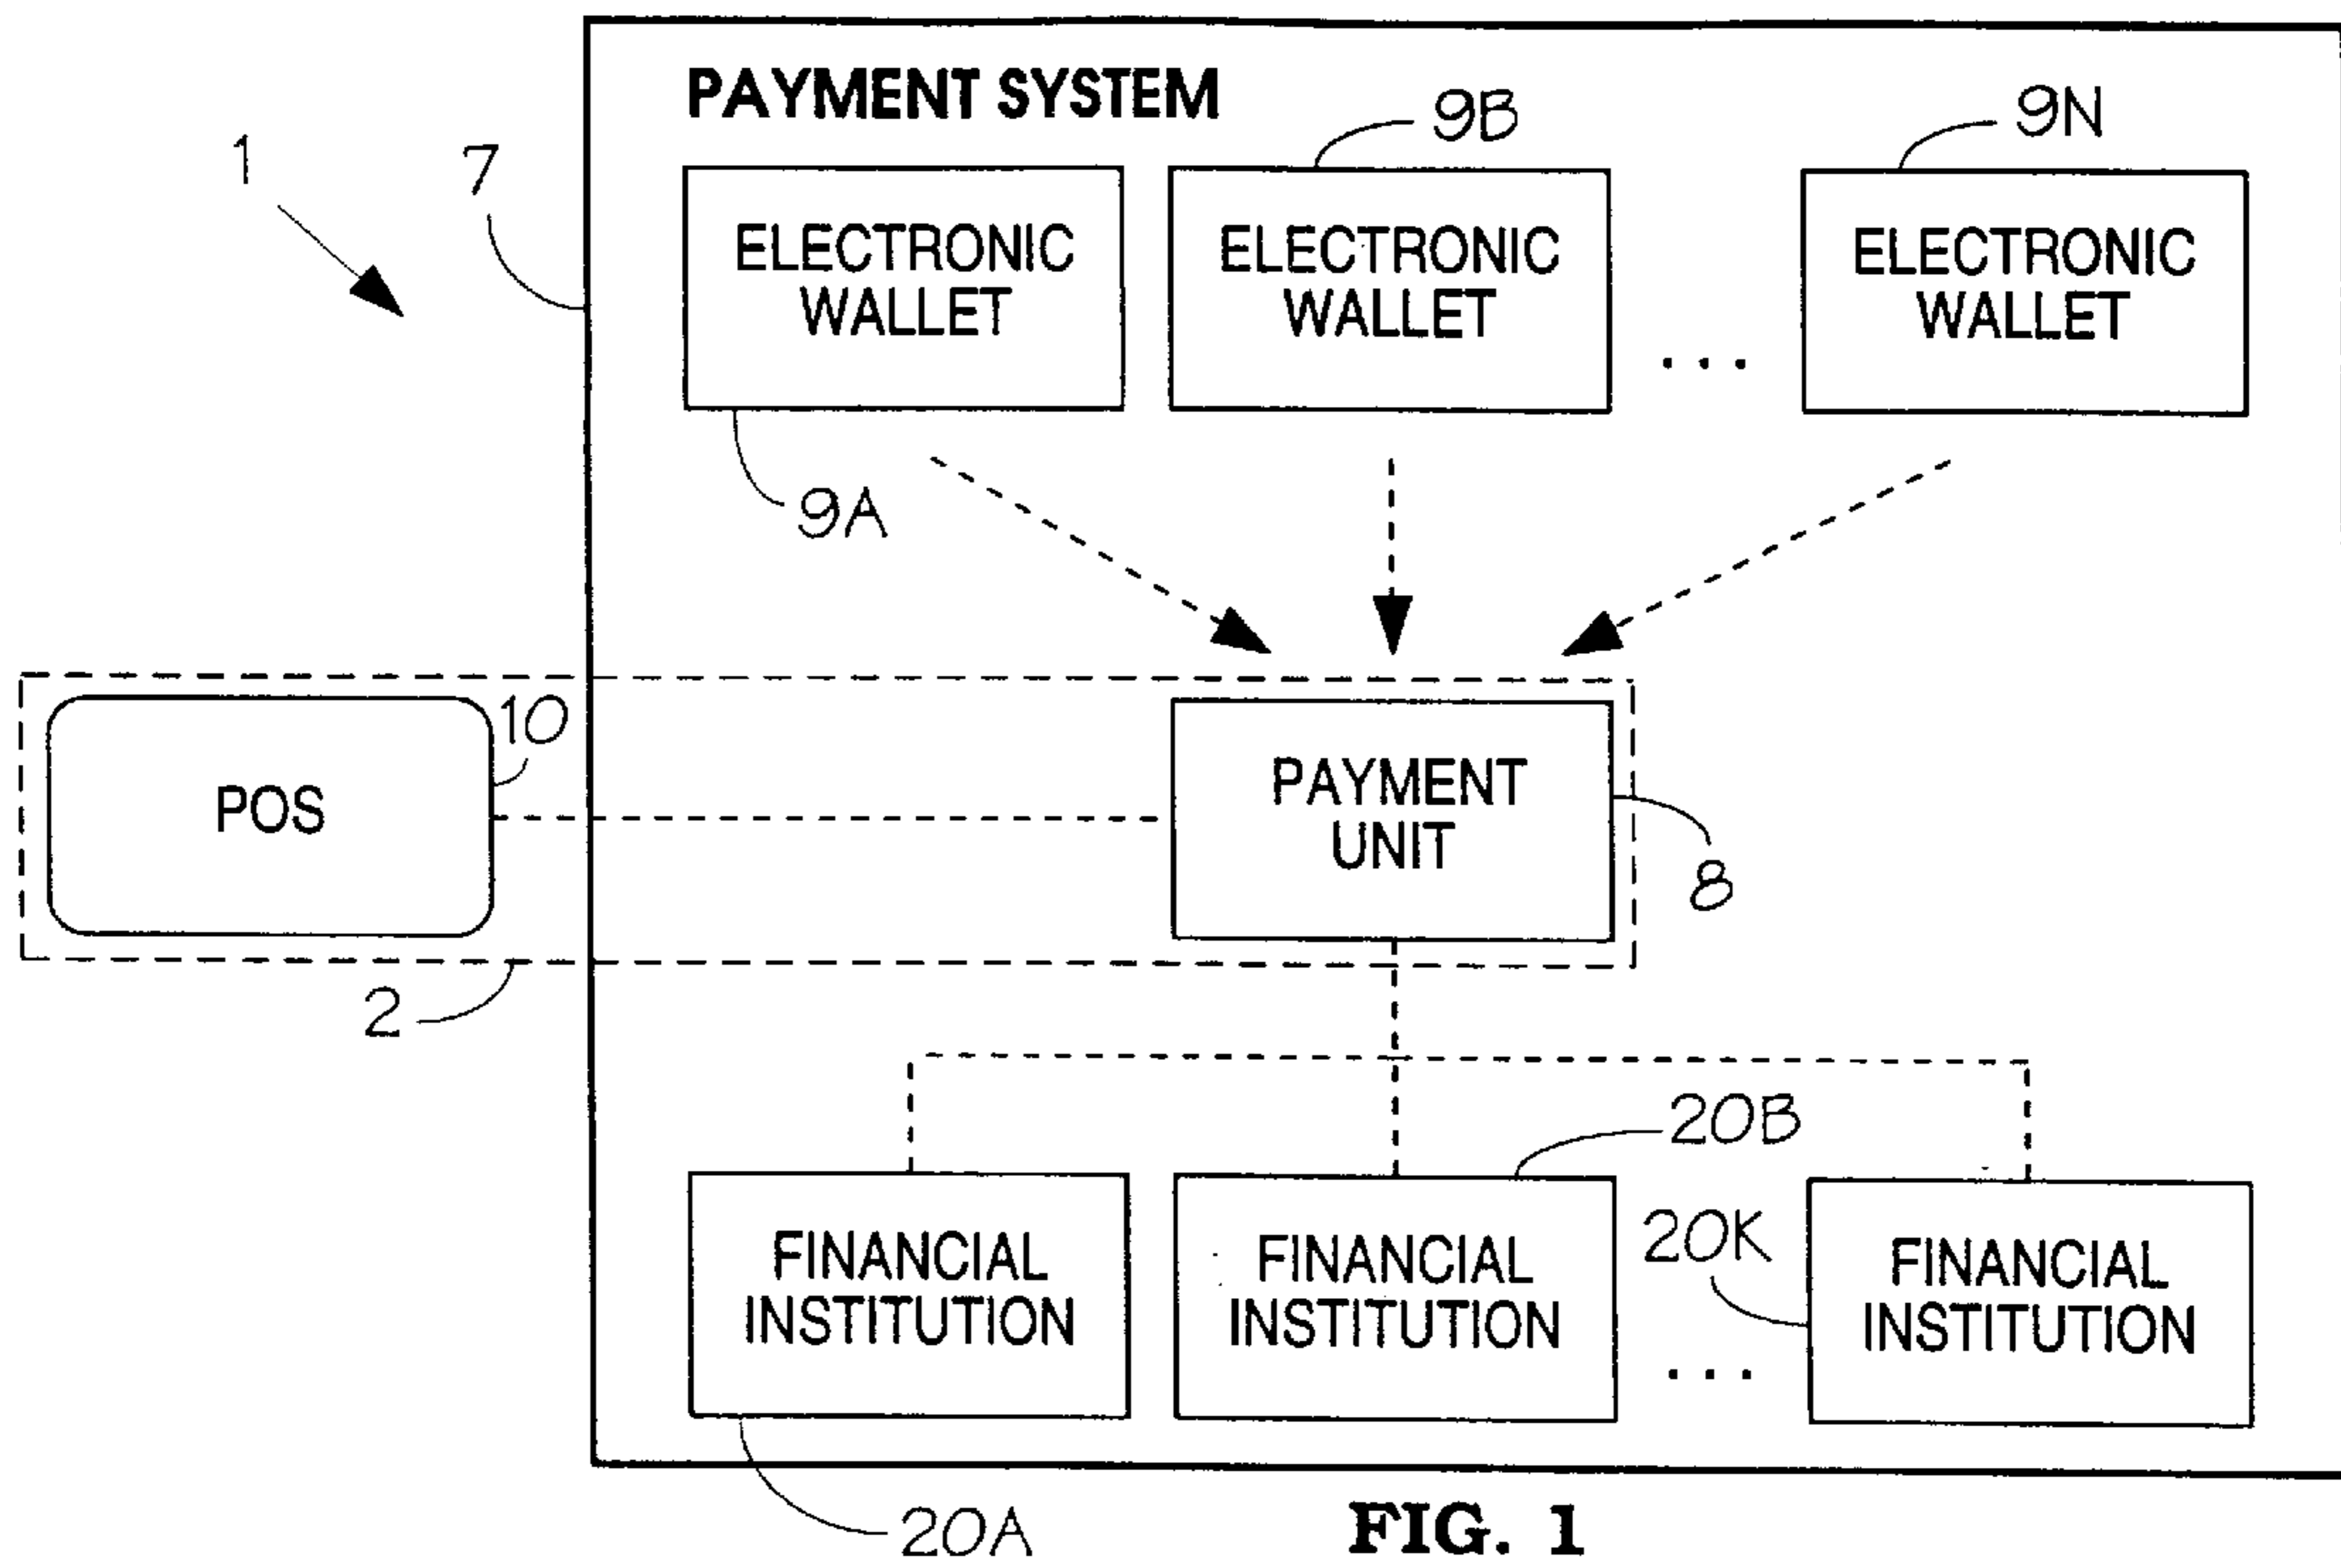 PAYMENT SYSTEM
1
7
9B
9N
ELECTRONIC
WALLET
ELECTRONIC
WALLET
...
ELECTRONIC
WALLET
9A
POS
10
PAYMENT
UNIT
8
2
20B
FINANCIAL
INSTITUTION
FINANCIAL
INSTITUTION
...
20K
FINANCIAL
INSTITUTION
20A
FIG. 1